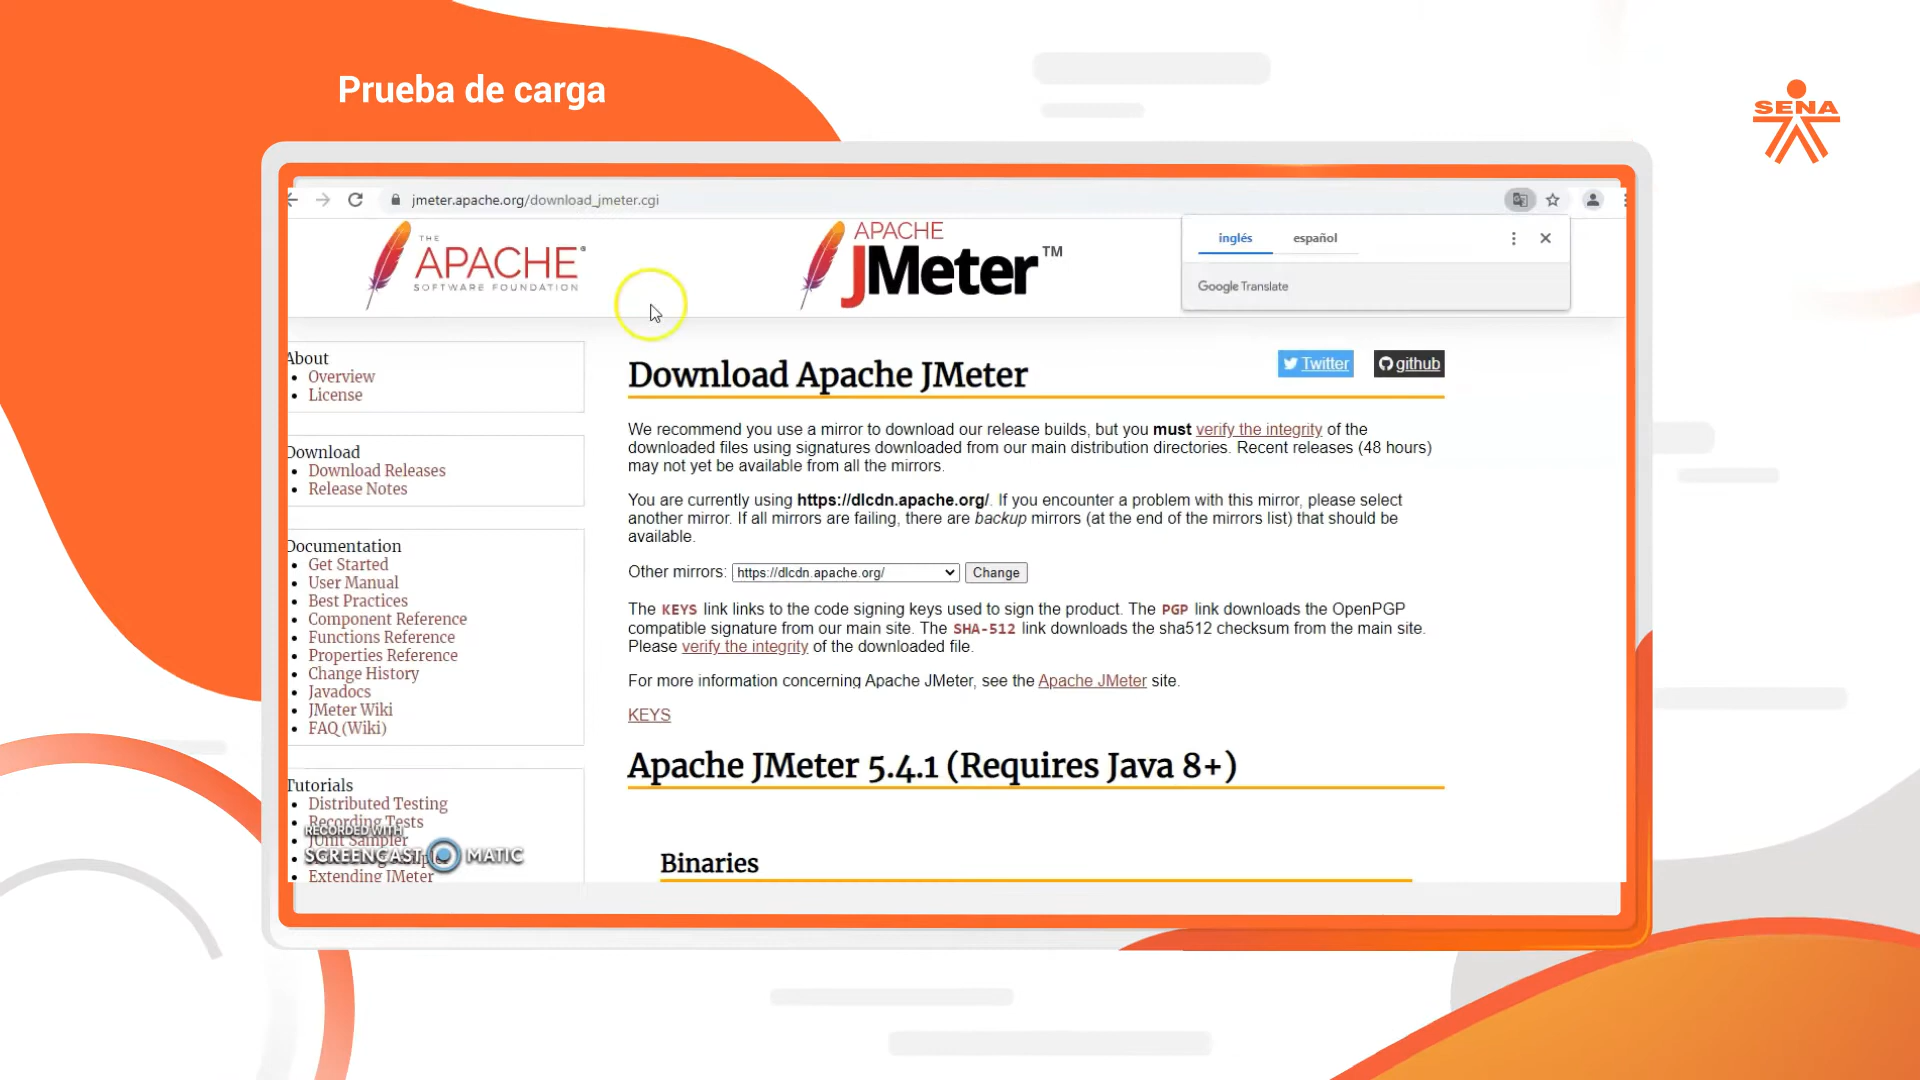 Prueba de carga
SENA
jmeter.apache.org/download_jmeter.cgi
THE
APACHE®
SOFTWARE FOUNDATION
APACHE
JMeter™
inglés español
Google Translate
About
Overview
License
Download
Download Releases
Release Notes
Documentation
Get Started
User Manual
Best Practices
Component Reference
Functions Reference
Properties Reference
Change History
Javadocs
JMeter Wiki
FAQ (Wiki)
Tutorials
Distributed Testing
Recording Tests
JUnit Sampler
Extending JMeter
RECORDED WITH
SCREENCAST MATIC
Download Apache JMeter
Twitter github
We recommend you use a mirror to download our release builds, but you must verify the integrity of the
downloaded files using signatures downloaded from our main distribution directories. Recent releases (48 hours)
may not yet be available from all the mirrors.
You are currently using https://dlcdn.apache.org/. If you encounter a problem with this mirror, please select
another mirror. If all mirrors are failing, there are backup mirrors (at the end of the mirrors list) that should be
available.
Other mirrors: https://dlcdn.apache.org/ Change
The KEYS link links to the code signing keys used to sign the product. The PGP link downloads the OpenPGP
compatible signature from our main site. The SHA-512 link downloads the sha512 checksum from the main site.
Please verify the integrity of the downloaded file.
For more information concerning Apache JMeter, see the Apache JMeter site.
KEYS
Apache JMeter 5.4.1 (Requires Java 8+)
Binaries